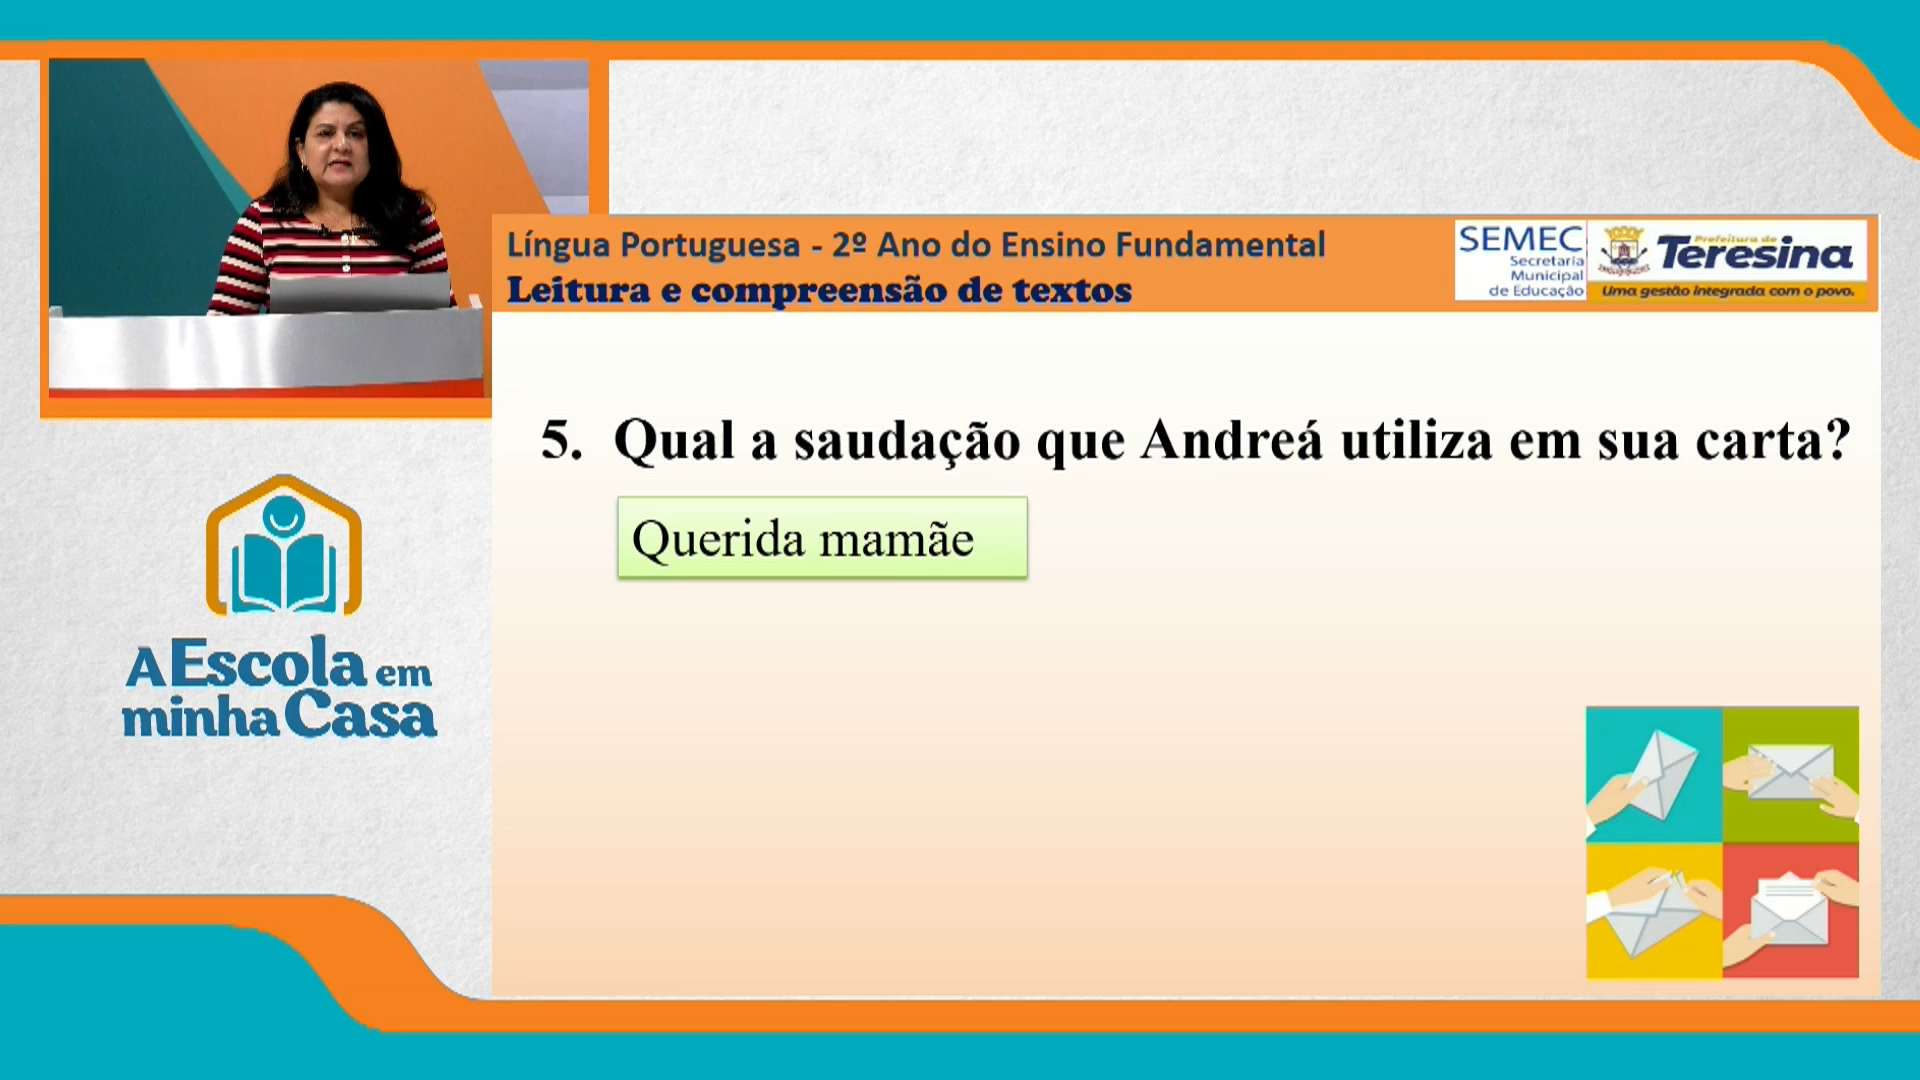 Língua Portuguesa - 2º Ano do Ensino Fundamental
Leitura e compreensão de textos
SEMEC
Secretaria
Municipal
de Educação
Prefeitura de
Teresina
Uma gestão integrada com o povo.
5. Qual a saudação que Andreá utiliza em sua carta?
Querida mamãe
A Escola em
minha Casa